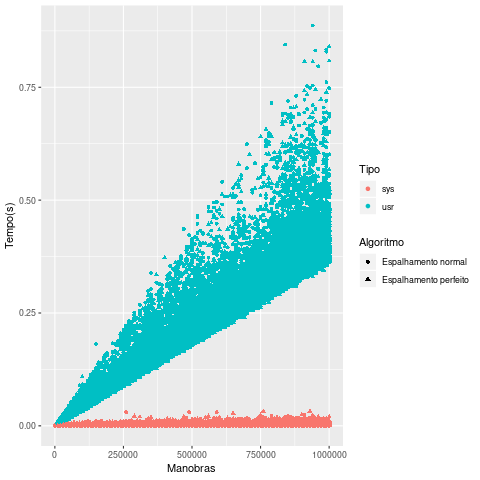 0.75
0.50
0.25
0.00
Tempo(s)
0
250000
500000
750000
1000000
Manobras
Tipo
sys
usr
Algoritmo
Espalhamento normal
Espalhamento perfeito